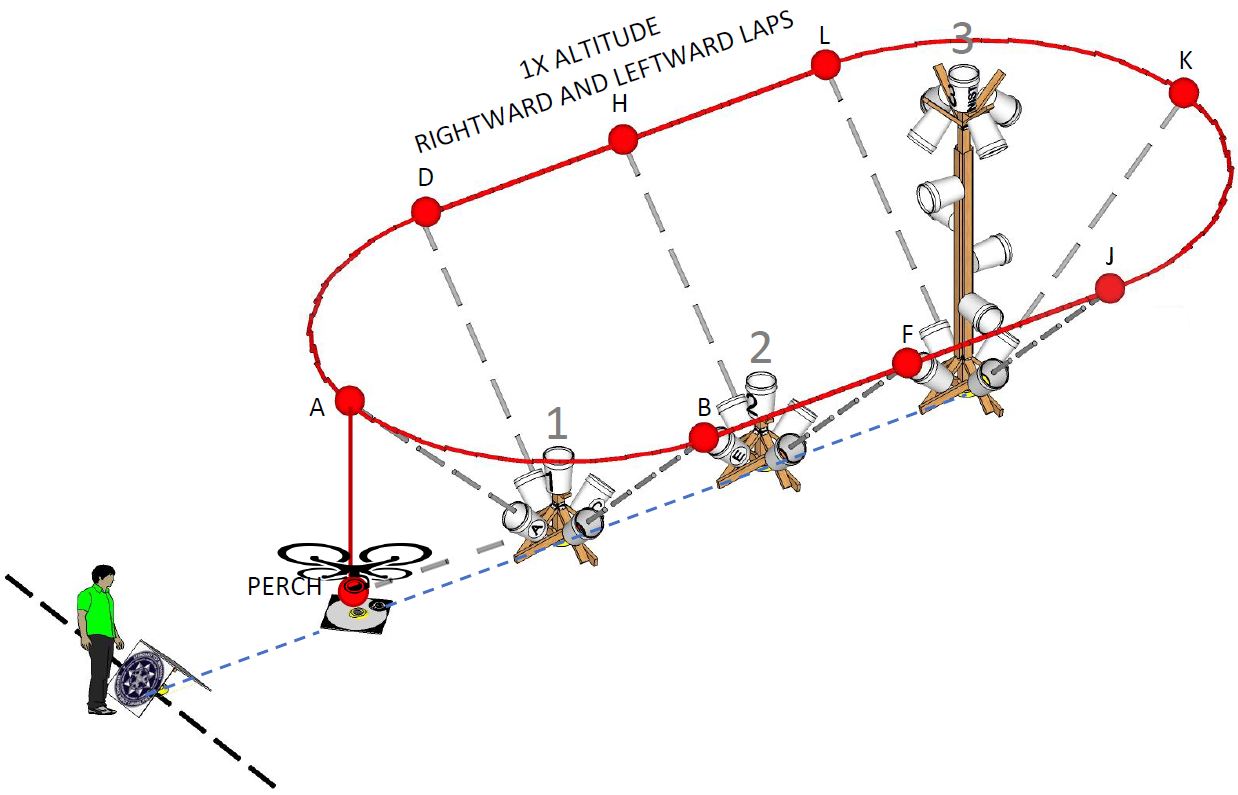 1X ALTITUDE
RIGHTWARD AND LEFTWARD LAPS
L
3
K
H
D
J
F
2
A
B
1
E
A
C
PERCH